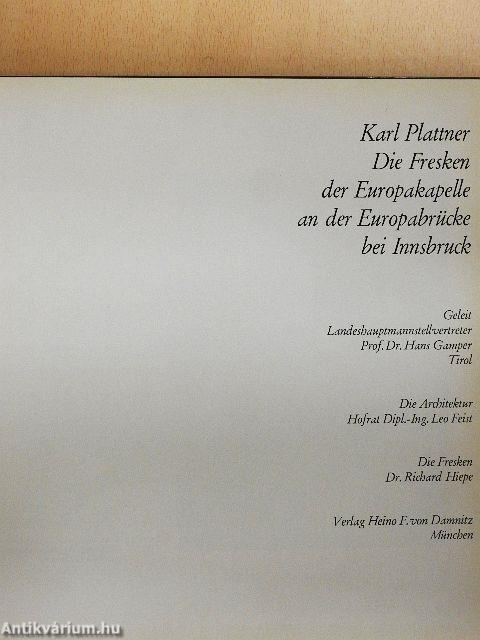 Karl Plattner
Die Fresken
der Europakapelle
an der Europabrücke
bei Innsbruck
Geleit
Landeshauptmannstellvertreter
Prof. Dr. Hans Gamper
Tirol
Die Architektur
Hofrat Dipl.-Ing. Leo Feist
Die Fresken
Dr. Richard Hiepe
Verlag Heino F. von Damnitz
München
Antikvárium.hu